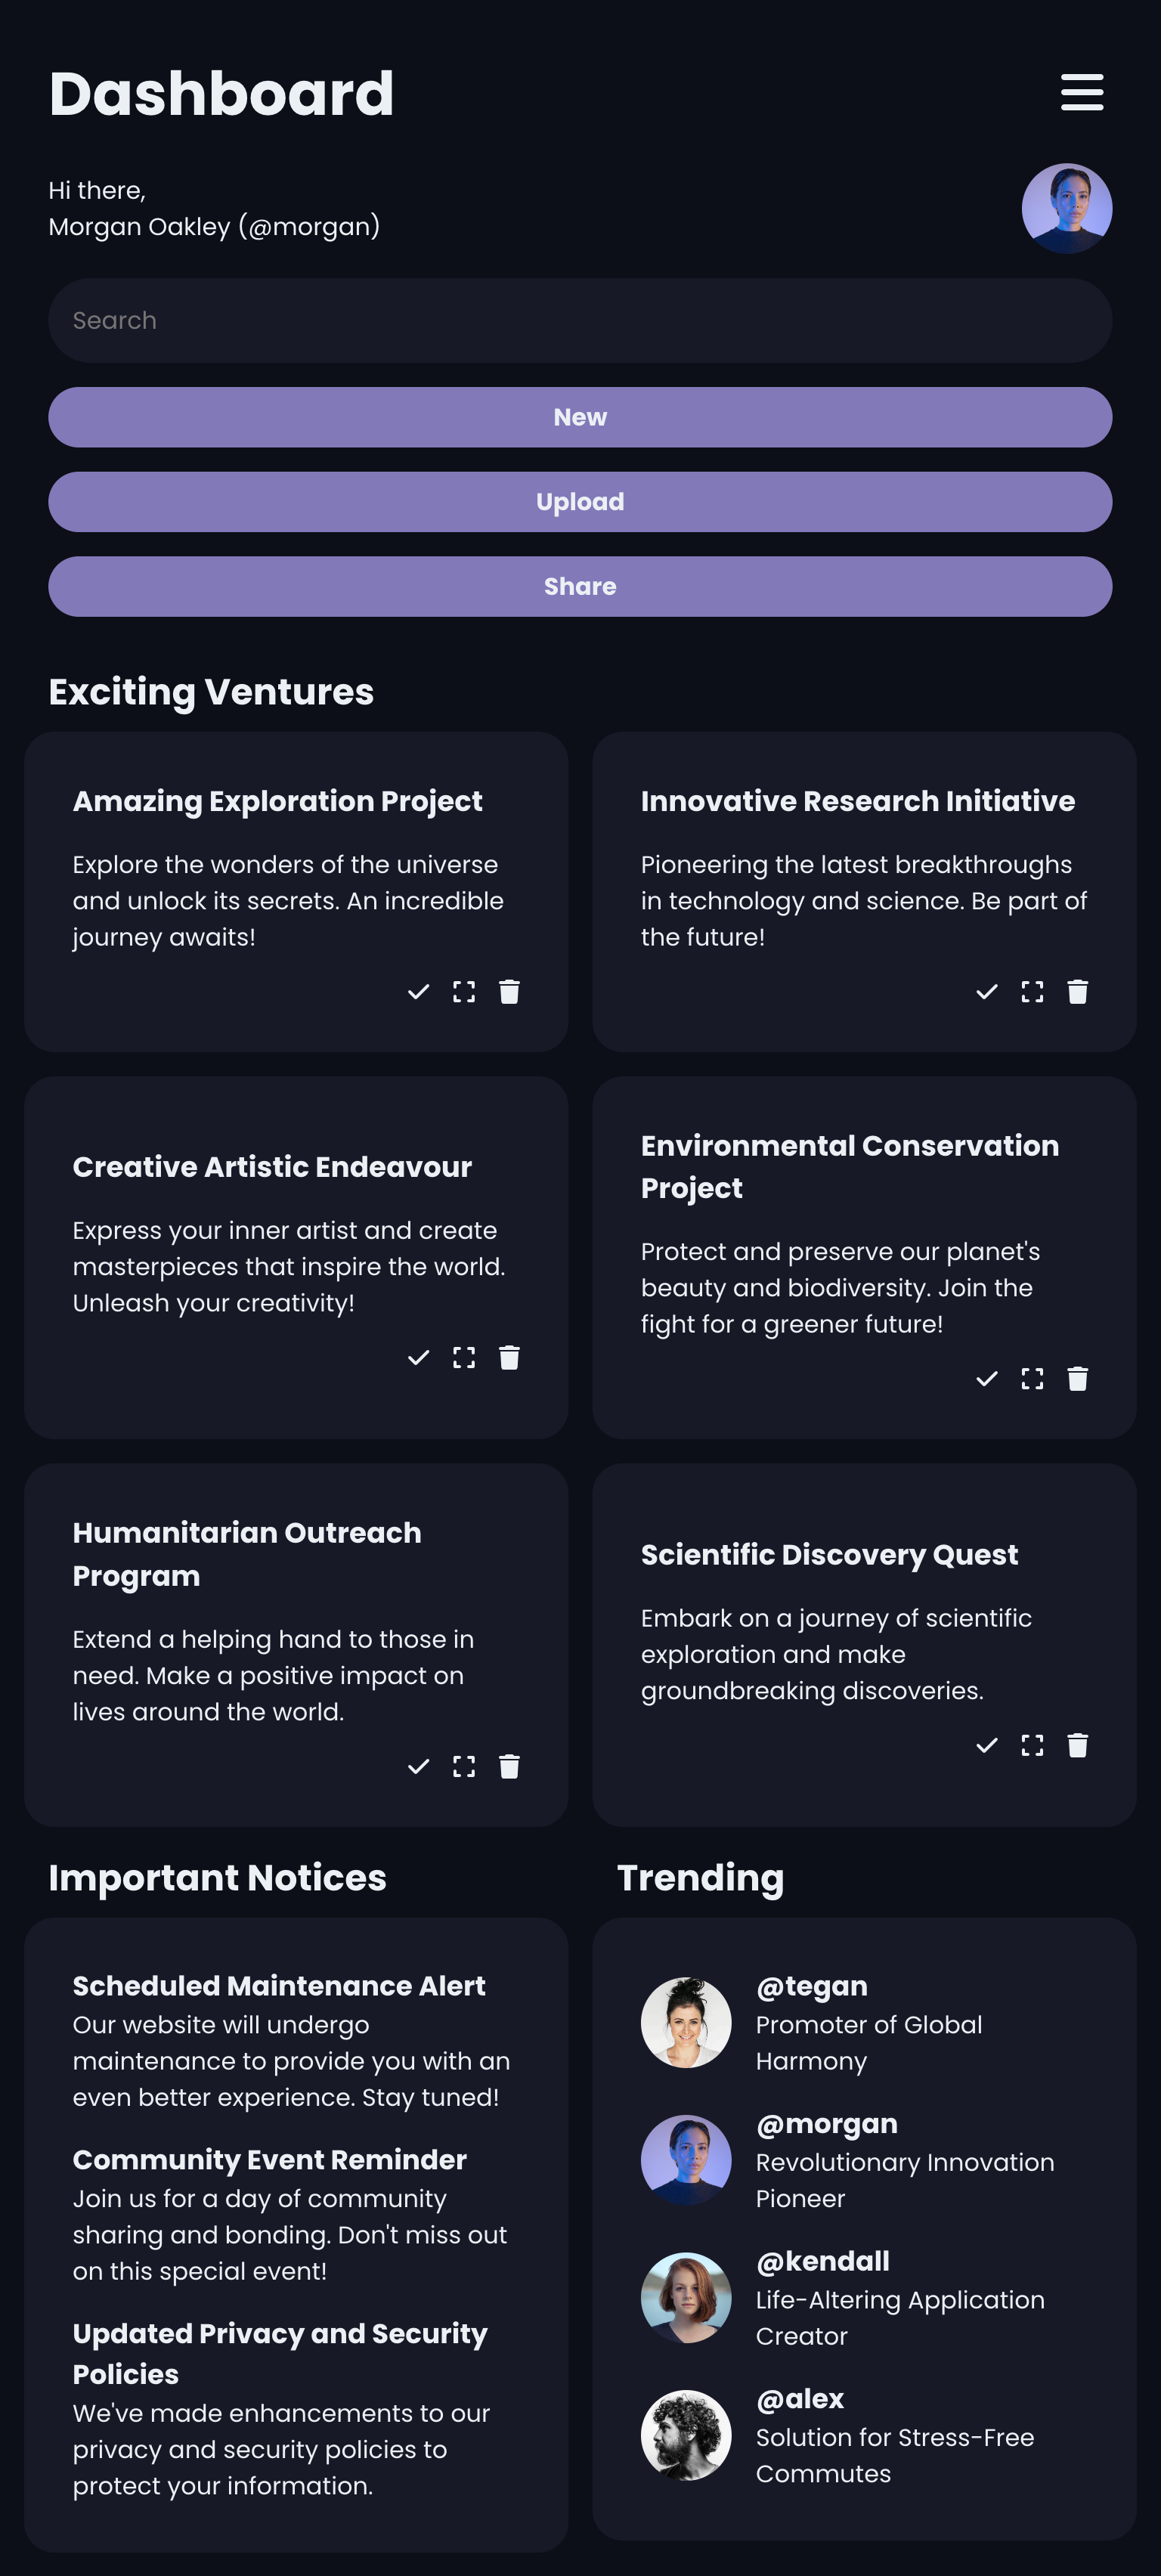 Dashboard
Hi there,
Morgan Oakley (@morgan)
Search
New
Upload
Share
Exciting Ventures
Amazing Exploration Project
Explore the wonders of the universe
and unlock its secrets. An incredible
journey awaits!
Innovative Research Initiative
Pioneering the latest breakthroughs
in technology and science. Be part of
the future!
Creative Artistic Endeavour
Express your inner artist and create
masterpieces that inspire the world.
Unleash your creativity!
Environmental Conservation
Project
Protect and preserve our planet's
beauty and biodiversity. Join the
fight for a greener future!
Humanitarian Outreach
Program
Extend a helping hand to those in
need. Make a positive impact on
lives around the world.
Scientific Discovery Quest
Embark on a journey of scientific
exploration and make
groundbreaking discoveries.
Important Notices
Scheduled Maintenance Alert
Our website will undergo
maintenance to provide you with an
even better experience. Stay tuned!
Community Event Reminder
Join us for a day of community
sharing and bonding. Don't miss out
on this special event!
Updated Privacy and Security
Policies
We've made enhancements to our
privacy and security policies to
protect your information.
Trending
@tegan
Promoter of Global
Harmony
@morgan
Revolutionary Innovation
Pioneer
@kendall
Life-Altering Application
Creator
@alex
Solution for Stress-Free
Commutes